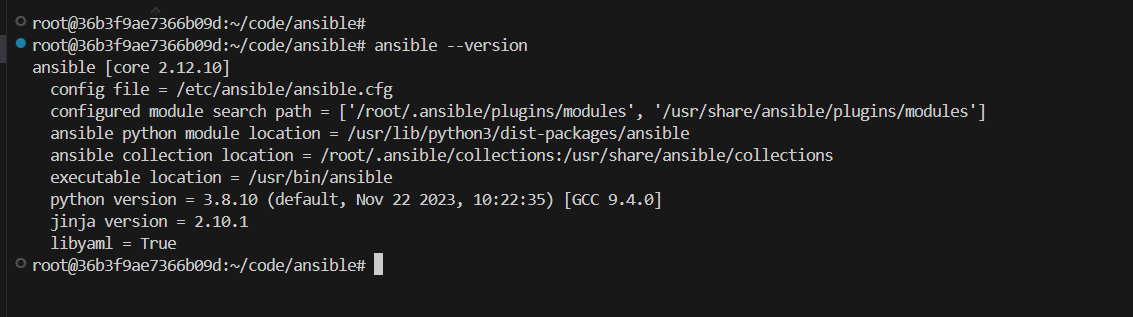 root@36b3f9ae7366b09d:~/code/ansible#
root@36b3f9ae7366b09d:~/code/ansible# ansible --version
ansible [core 2.12.10]
  config file = /etc/ansible/ansible.cfg
  configured module search path = ['/root/.ansible/plugins/modules', '/usr/share/ansible/plugins/modules']
  ansible python module location = /usr/lib/python3/dist-packages/ansible
  ansible collection location = /root/.ansible/collections:/usr/share/ansible/collections
  executable location = /usr/bin/ansible
  python version = 3.8.10 (default, Nov 22 2023, 10:22:35) [GCC 9.4.0]
  jinja version = 2.10.1
  libyaml = True
root@36b3f9ae7366b09d:~/code/ansible#